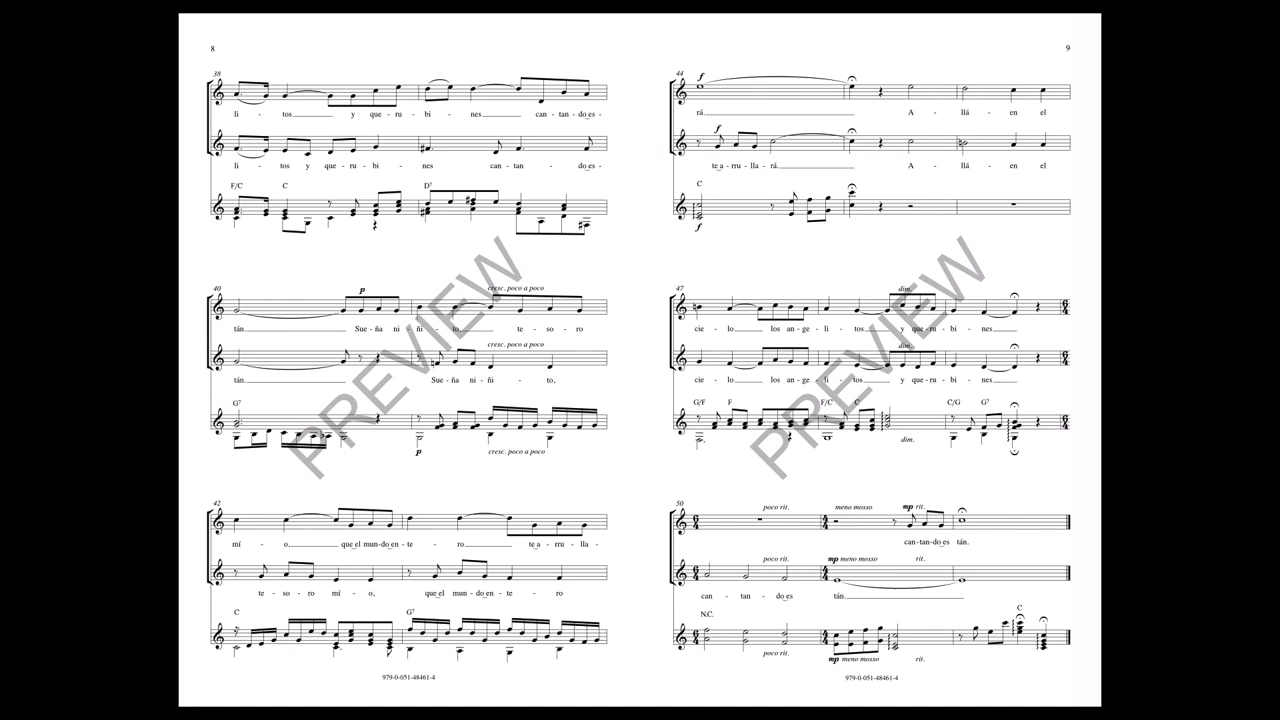 8
38
li - tos y que - ru - bi - nes can - tan - do es -
li - tos y que - ru - bi - nes can - tan - do es -
F/C C D7
40
p cresc. poco a poco
tán Sue - ña ni - ñi - to, te - so - ro
cresc. poco a poco
tán Sue - ña ni - ñi - to,
G7
p cresc. poco a poco
42
mí - o, que el mun - do en - te - ro te a - rru - lla -
te - so - ro mí - o, que el mun - do en - te - ro
C G7
979-0-051-48461-4
PREVIEW
9
44
f
rá. A - llá en el
f
te a - rru - lla - rá. A - llá en el
C
f
47
dim.
cie - lo los an - ge - li - tos y que - ru - bi - nes
dim.
cie - lo los an - ge - li - tos y que - ru - bi - nes
G/F F F/C C C/G G7
dim.
50
poco rit. meno mosso mp rit.
can - tan - do es tán.
poco rit. mp meno mosso rit.
can - tan - do es tán
N.C. C
poco rit. mp meno mosso rit.
979-0-051-48461-4
PREVIEW